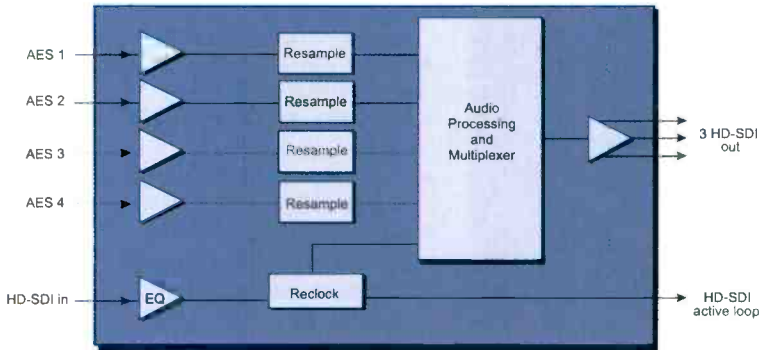 AES 1
Resample
AES 2
Resample
Audio
Processing
and
Multiplexer
3 HD-SDI
out
AES 3
Resample
AES 4
Resample
HD-SDI in
EQ
Reclock
HD-SDI
active loop